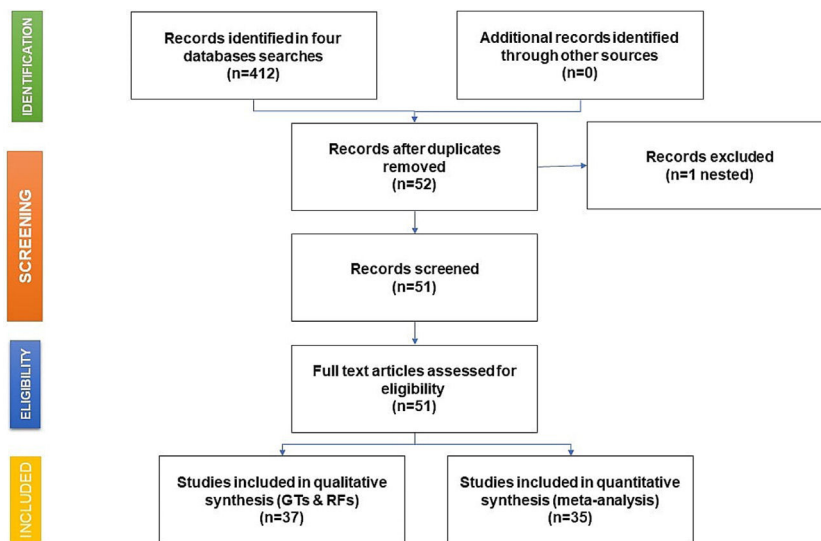 IDENTIFICATION
Records identified in four
databases searches
(n=412)
Additional records identified
through other sources
(n=0)
SCREENING
Records after duplicates
removed
(n=52)
Records excluded
(n=1 nested)
Records screened
(n=51)
ELIGIBILITY
Full text articles assessed for
eligibility
(n=51)
INCLUDED
Studies included in qualitative
synthesis (GTs & RFs)
n=37)
Studies included in quantitative
synthesis (meta-analysis)
n=35)